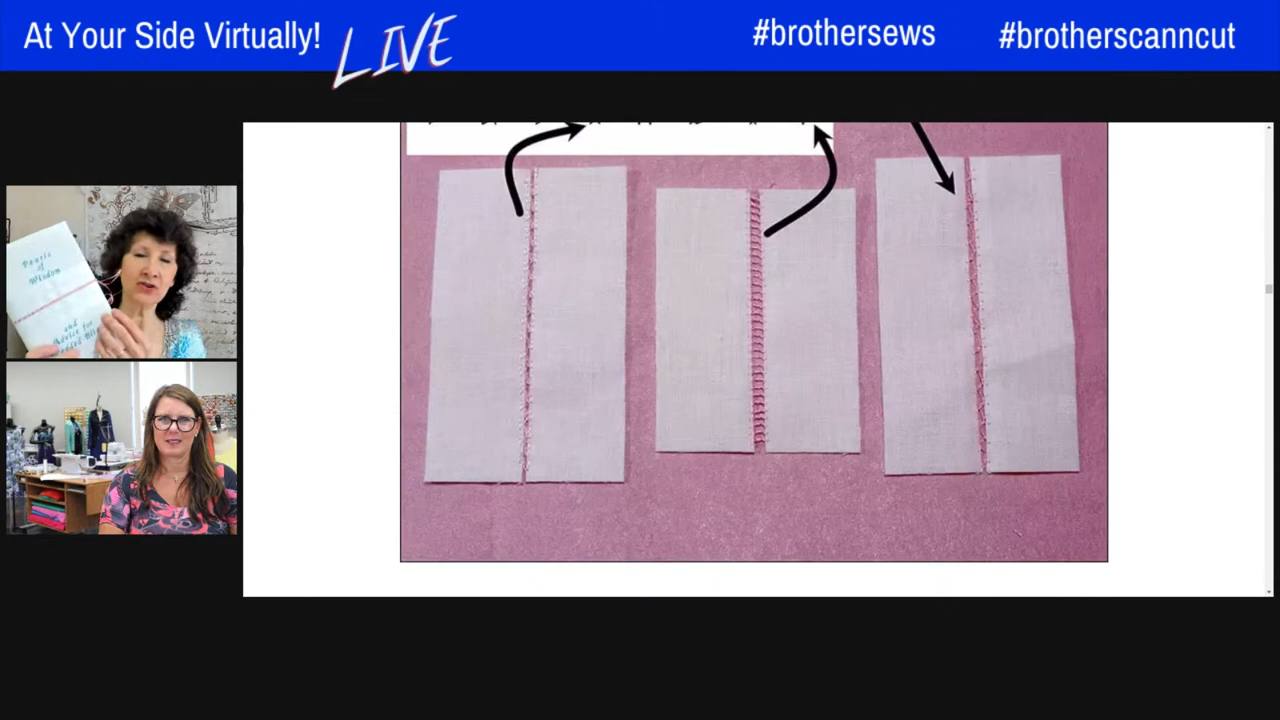 At Your Side Virtually!
LIVE
#brothersews
#brotherscanncut
Pearls
of
Wisdom
and
Advice for